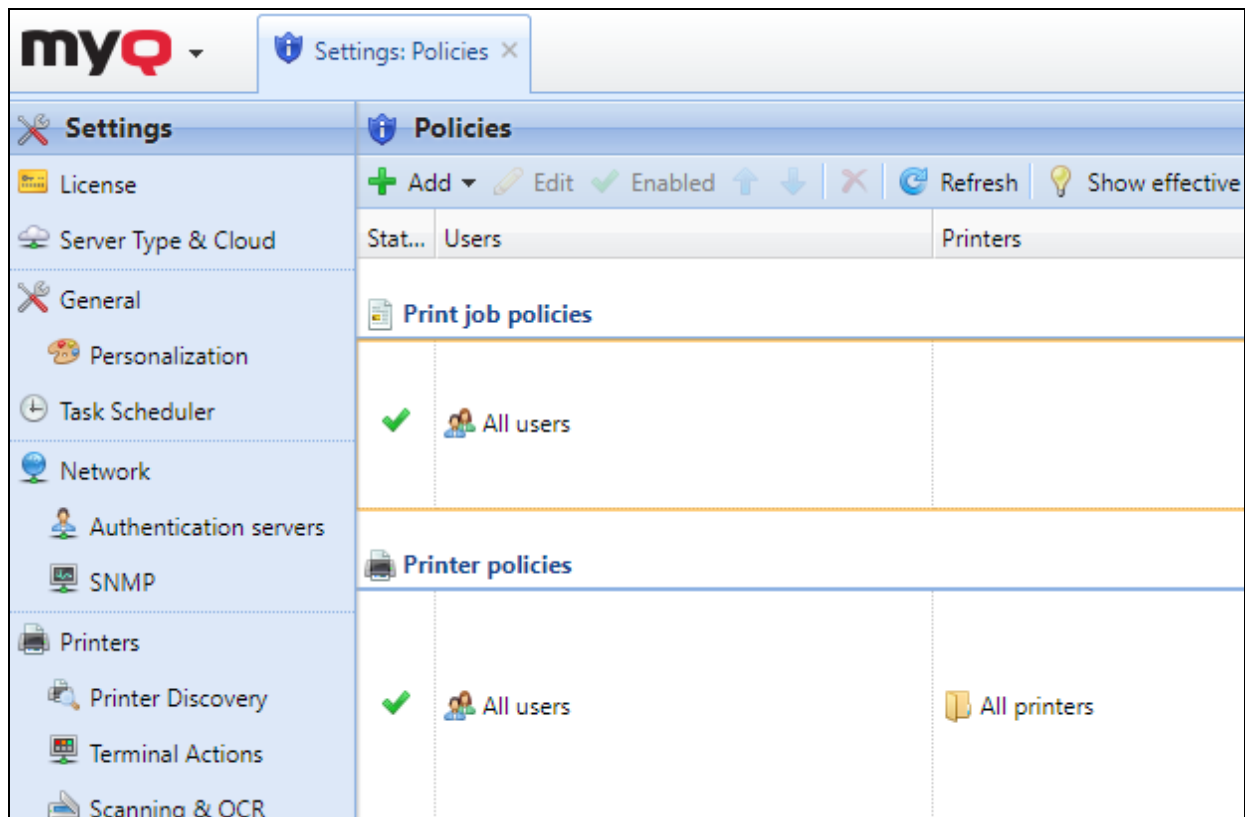 myQ
Settings: Policies
Settings
License
Server Type & Cloud
General
Personalization
Task Scheduler
Network
Authentication servers
SNMP
Printers
Printer Discovery
Terminal Actions
Scanning & OCR
Policies
Add Edit Enabled Refresh Show effective
Stat... Users Printers
Print job policies
All users
Printer policies
All users All printers